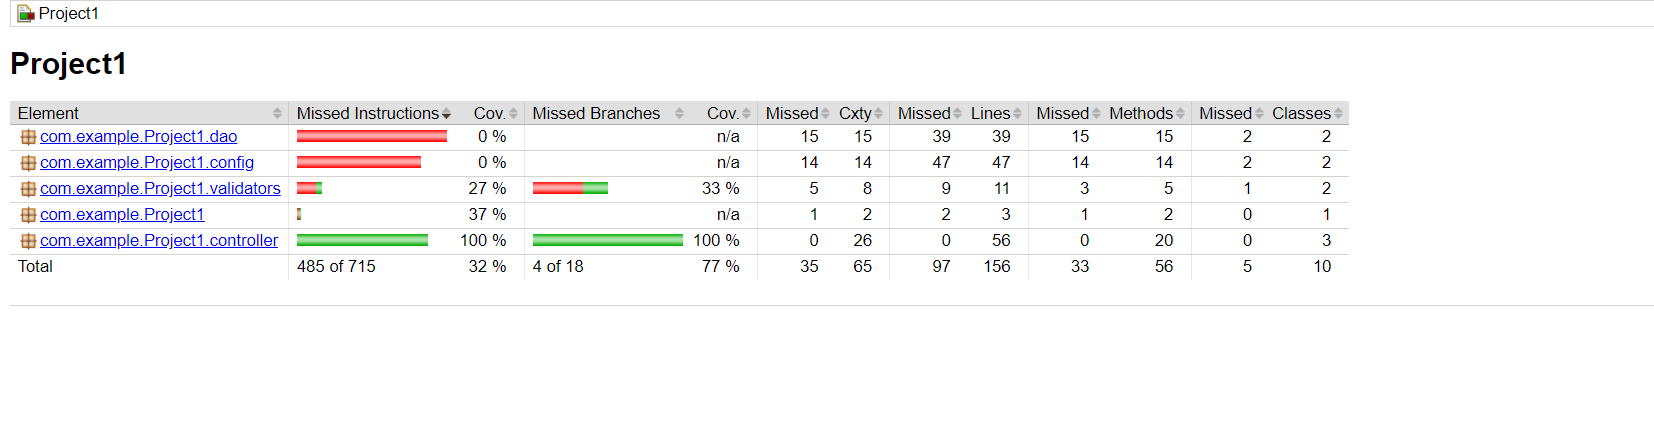 Project1
Project1
Element Missed Instructions Cov. Missed Branches Cov. Missed Cxty Missed Lines Missed Methods Missed Classes
com.example.Project1.dao 0 % n/a 15 15 39 39 15 15 2 2
com.example.Project1.config 0 % n/a 14 14 47 47 14 14 2 2
com.example.Project1.validators 27 % 33 % 5 8 9 11 3 5 1 2
com.example.Project1 37 % n/a 1 2 2 3 1 2 0 1
com.example.Project1.controller 100 % 100 % 0 26 0 56 0 20 0 3
Total 485 of 715 32 % 4 of 18 77 % 35 65 97 156 33 56 5 10